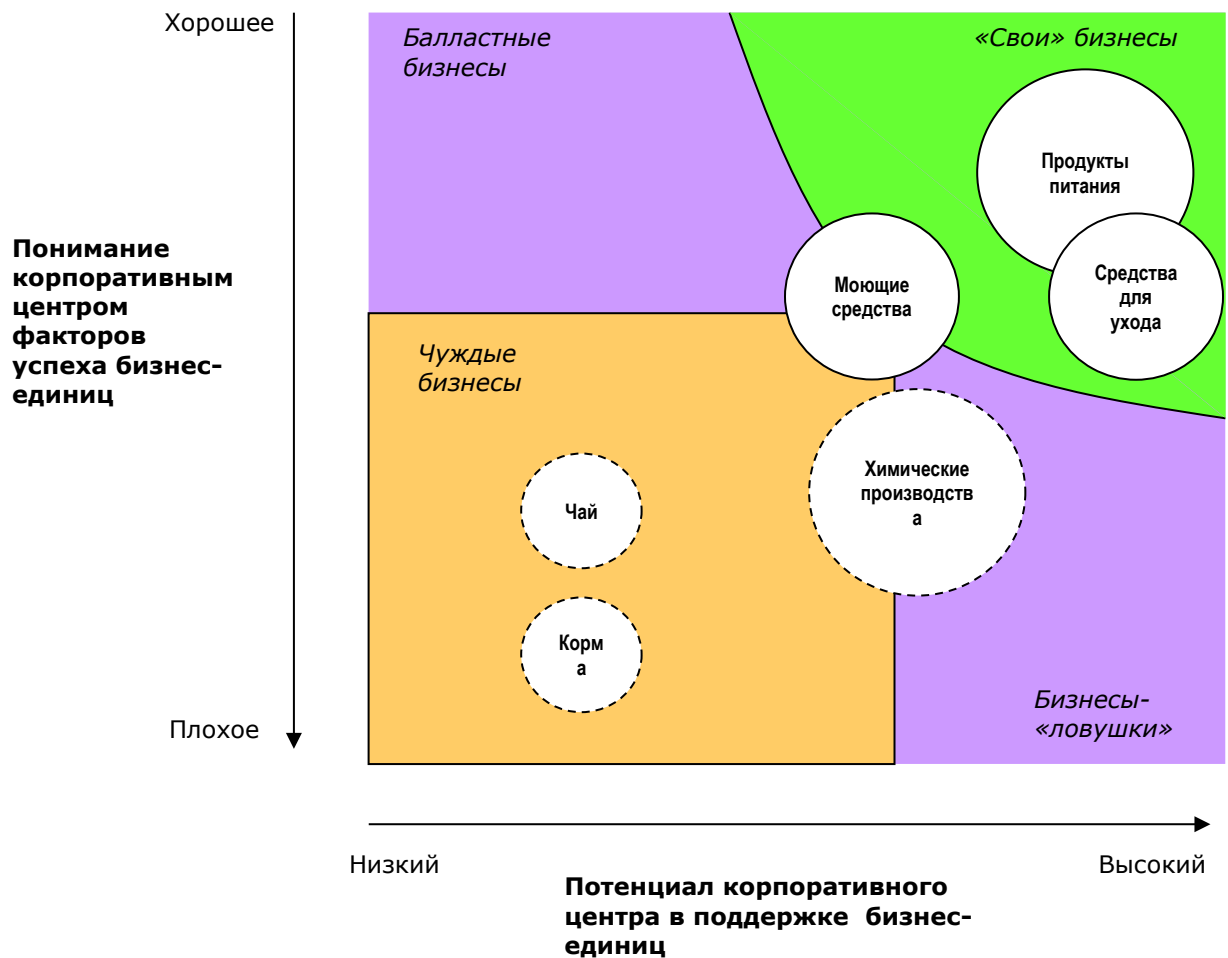 Хорошее
Балластные
бизнесы
«Свои» бизнесы
Продукты
питания
Понимание
корпоративным
центром
факторов
успеха бизнес-
единиц
Моющие
средства
Средства
для
ухода
Чуждые
бизнесы
Химические
производств
а
Чай
Корм
а
Плохое
Бизнесы-
«ловушки»
Низкий
Высокий
Потенциал корпоративного
центра в поддержке бизнес-
единиц